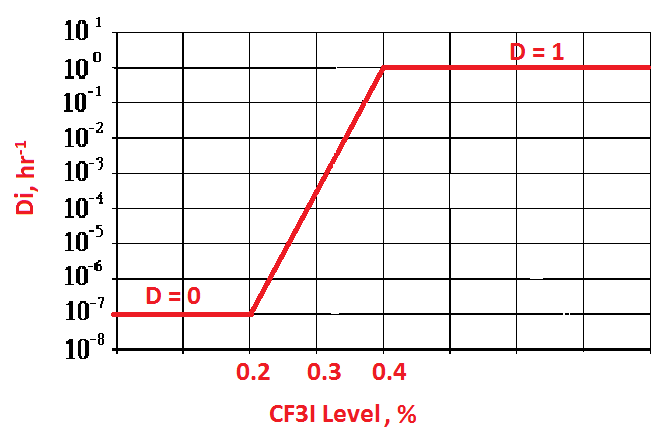 10¹
10⁰
10⁻¹
10⁻²
10⁻³
10⁻⁴
10⁻⁵
10⁻⁶
10⁻⁷
10⁻⁸
Di, hr⁻¹
D = 1
D = 0
0.2 0.3 0.4
CF3I Level , %